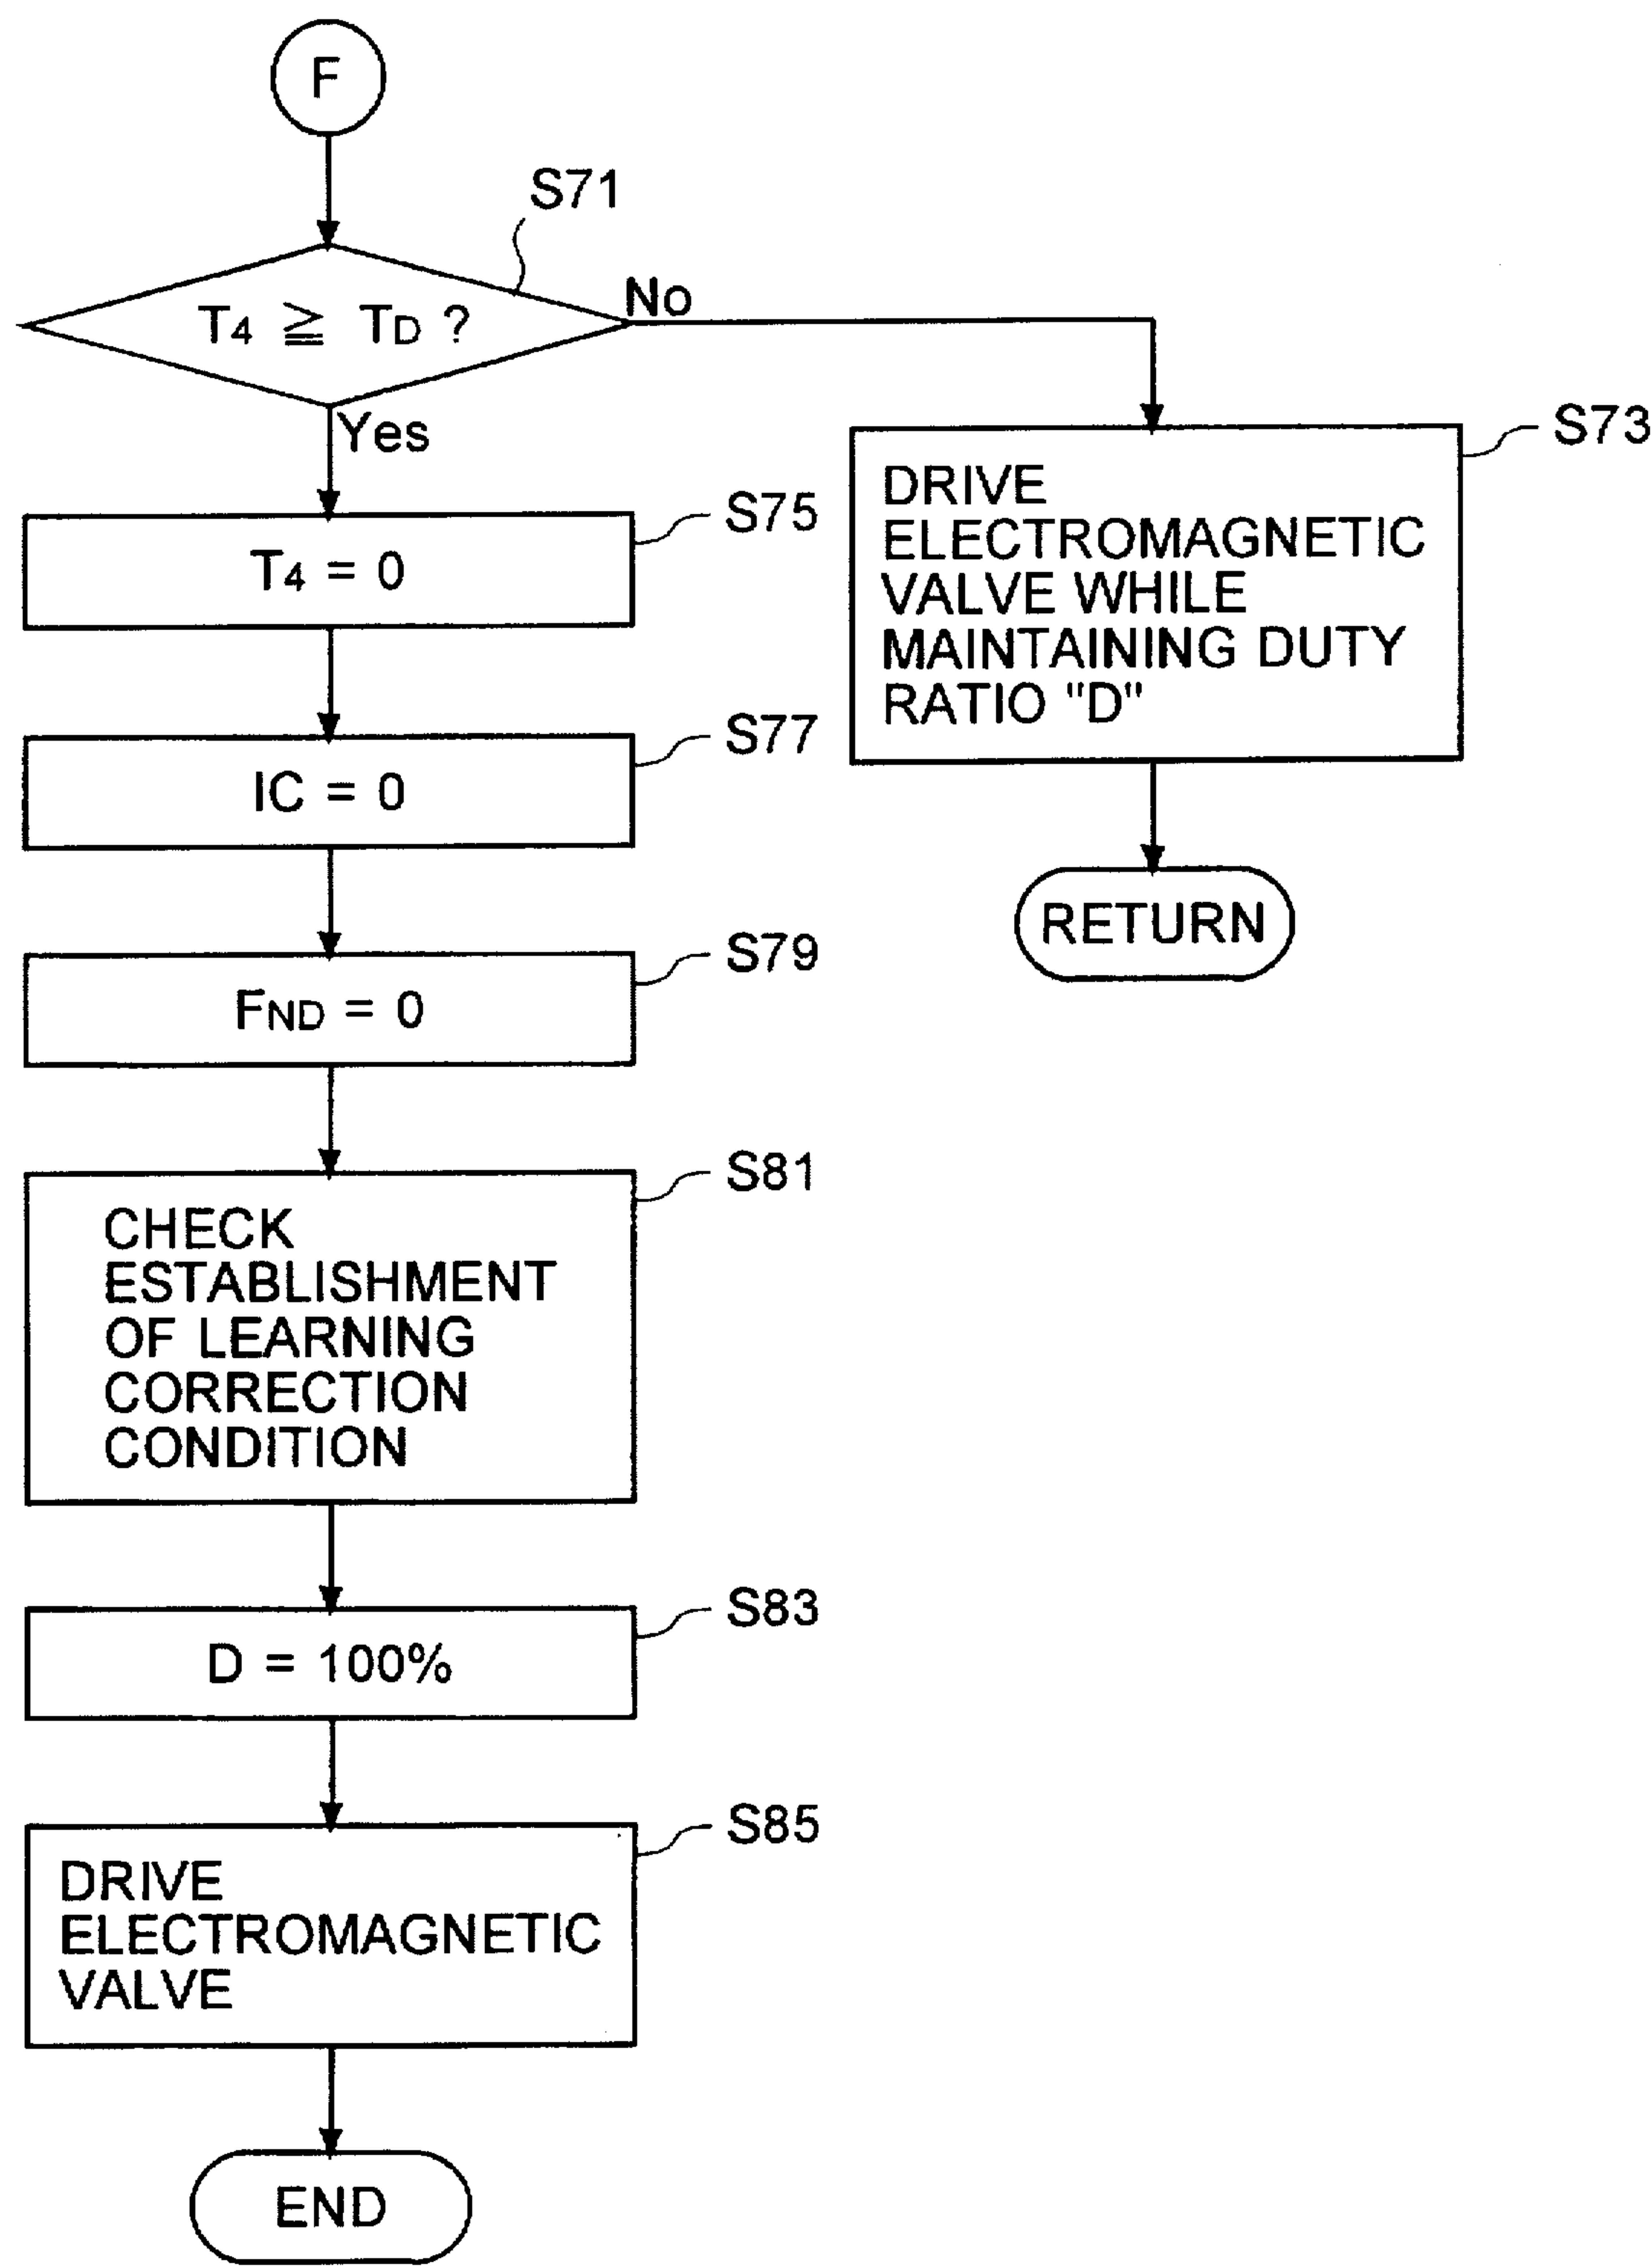 F
S71
T4 ≧ TD ?
No
Yes
S73
DRIVE
ELECTROMAGNETIC
VALVE WHILE
MAINTAINING DUTY
RATIO "D"
RETURN
S75
T4 = 0
S77
IC = 0
S79
FND = 0
S81
CHECK
ESTABLISHMENT
OF LEARNING
CORRECTION
CONDITION
S83
D = 100%
S85
DRIVE
ELECTROMAGNETIC
VALVE
END